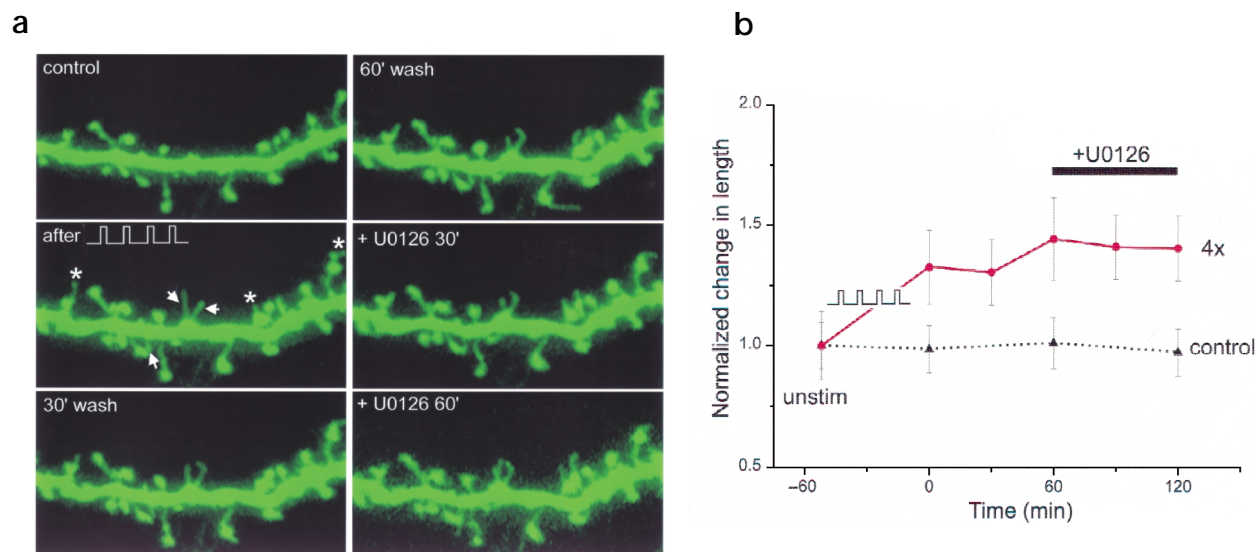 a
control
60' wash
after
+ U0126 30'
* * *
30' wash
+ U0126 60'
b
Normalized change in length
2.0
1.5
1.0
0.5
+U0126
4x
control
unstim
–60 0 60 120
Time (min)